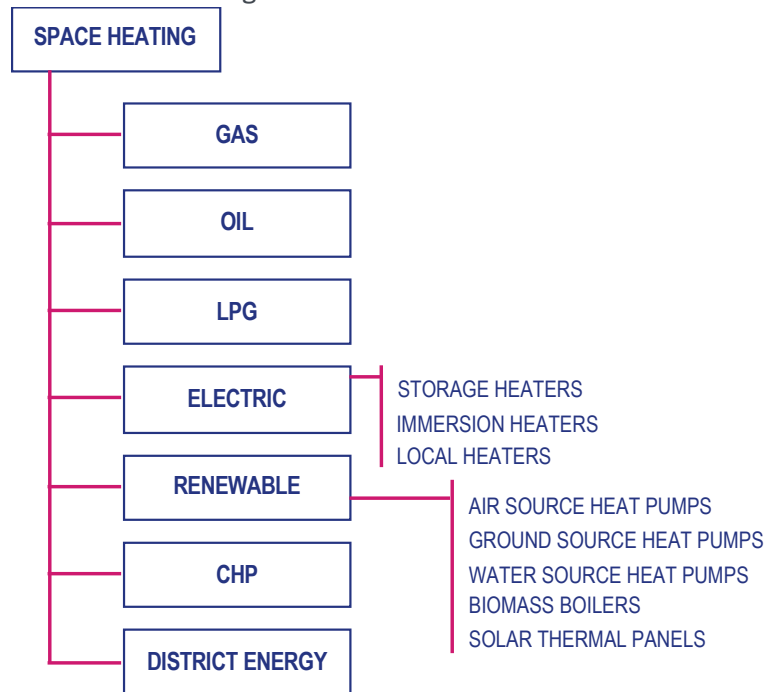 SPACE HEATING
GAS
OIL
LPG
ELECTRIC
STORAGE HEATERS
IMMERSION HEATERS
LOCAL HEATERS
RENEWABLE
AIR SOURCE HEAT PUMPS
GROUND SOURCE HEAT PUMPS
WATER SOURCE HEAT PUMPS
BIOMASS BOILERS
SOLAR THERMAL PANELS
CHP
DISTRICT ENERGY